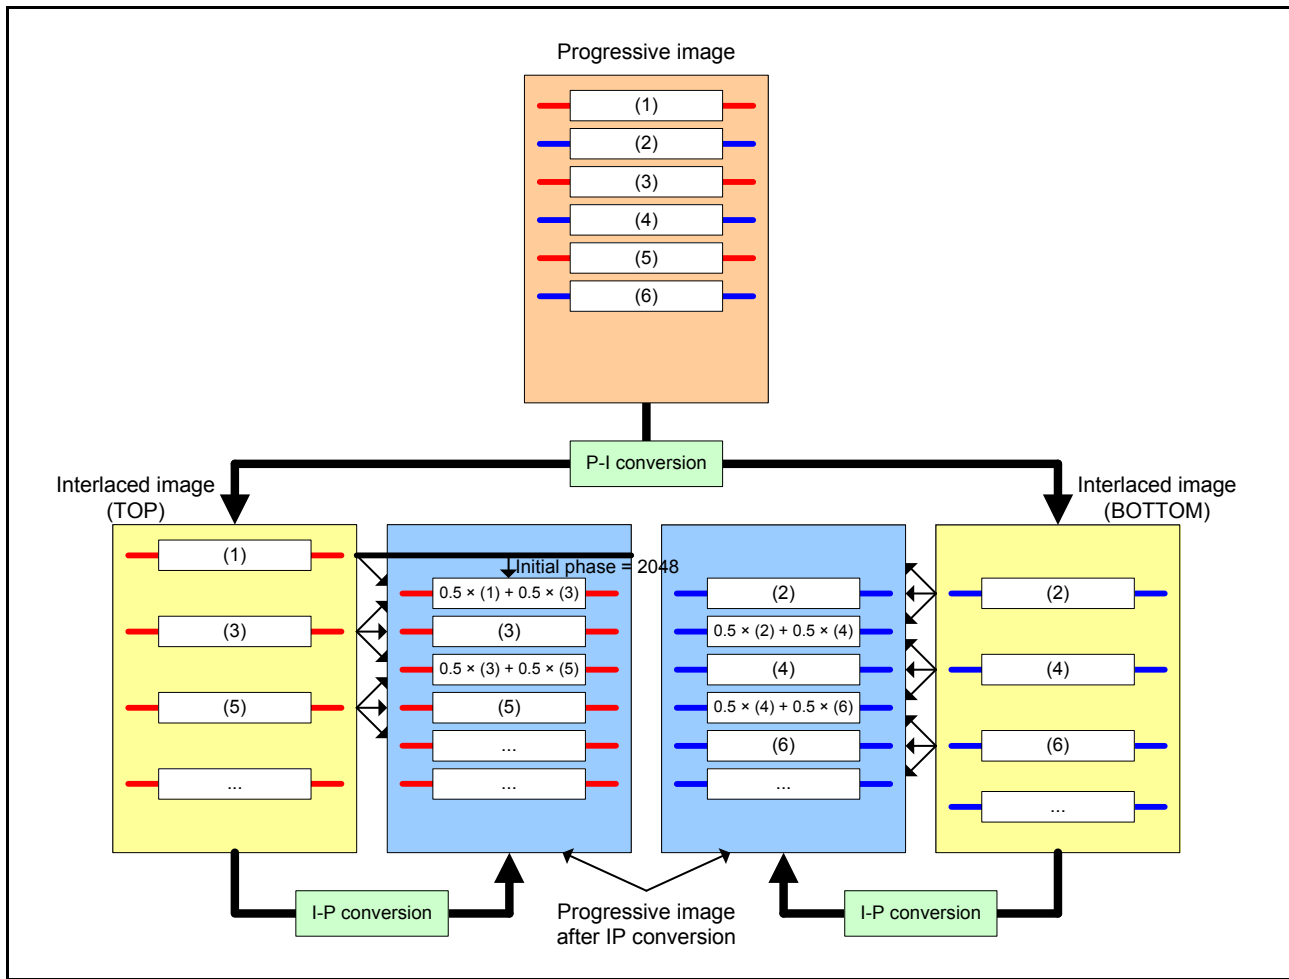 Progressive image
(1)
(2)
(3)
(4)
(5)
(6)
P-I conversion
Interlaced image
(TOP)
(1)
(3)
(5)
...
Initial phase = 2048
0.5 × (1) + 0.5 × (3)
(3)
0.5 × (3) + 0.5 × (5)
(5)
...
...
(2)
0.5 × (2) + 0.5 × (4)
(4)
0.5 × (4) + 0.5 × (6)
(6)
...
Interlaced image
(BOTTOM)
(2)
(4)
(6)
...
I-P conversion
Progressive image
after IP conversion
I-P conversion